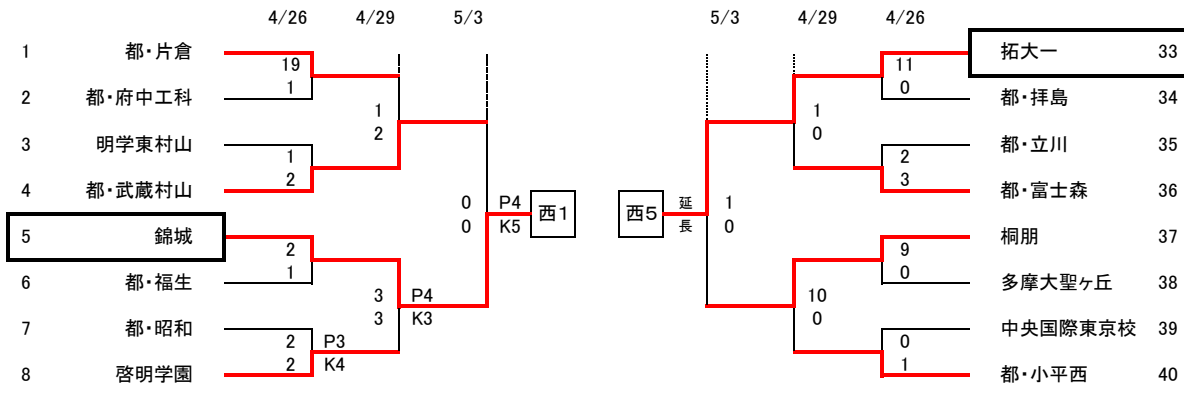 4/26 4/29 5/3 5/3 4/29 4/26
1 都・片倉 19 11 拓大一 33
2 都・府中工科 1 0 都・拝島 34
1 1
2 0
3 明学東村山 1 2 都・立川 35
4 都・武蔵村山 2 3 都・富士森 36
0 P4 西1 西5 延 1
0 K5 長 0
5 錦城 2 9 桐朋 37
6 都・福生 1 0 多摩大聖ヶ丘 38
3 P4 10
3 K3 0
7 都・昭和 2 P3 0 中央国際東京校 39
8 啓明学園 2 K4 1 都・小平西 40